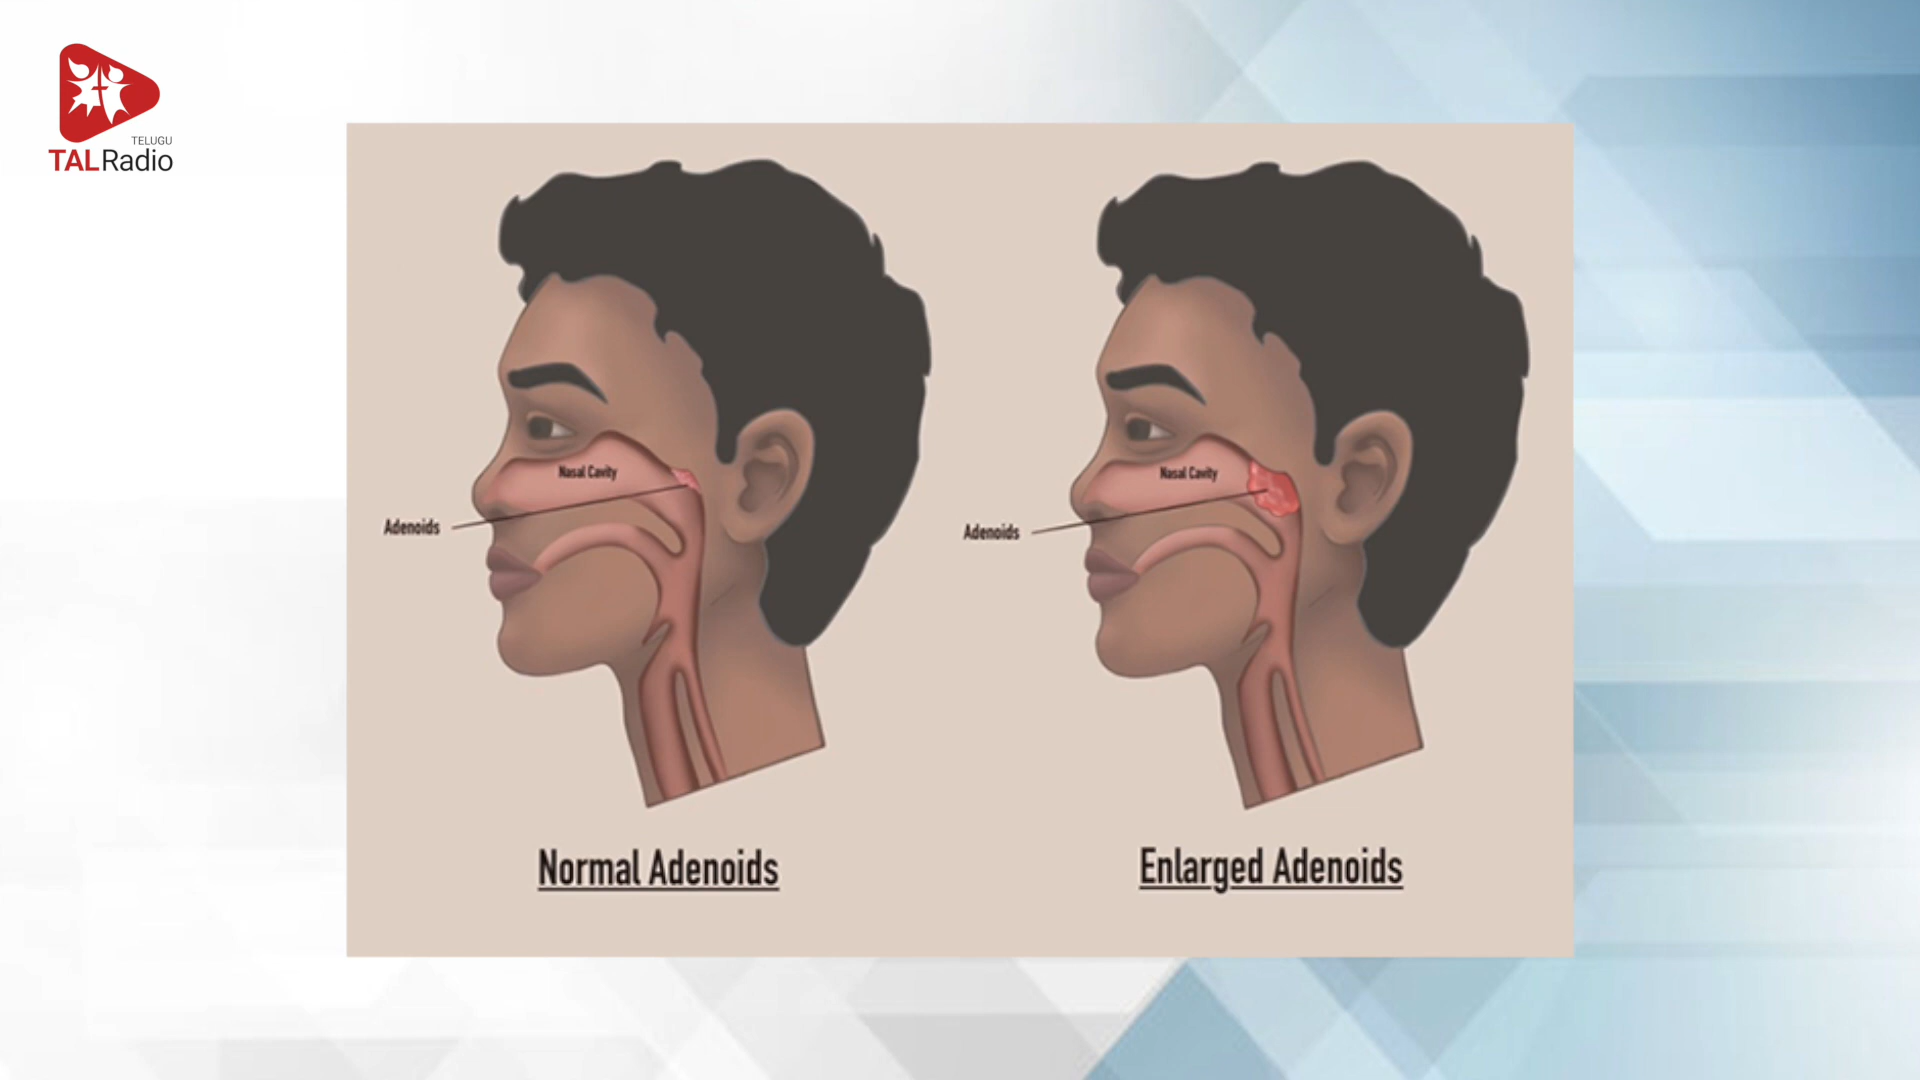 TELUGU
TALRadio
Nasal Cavity
Adenoids
Normal Adenoids
Nasal Cavity
Adenoids
Enlarged Adenoids